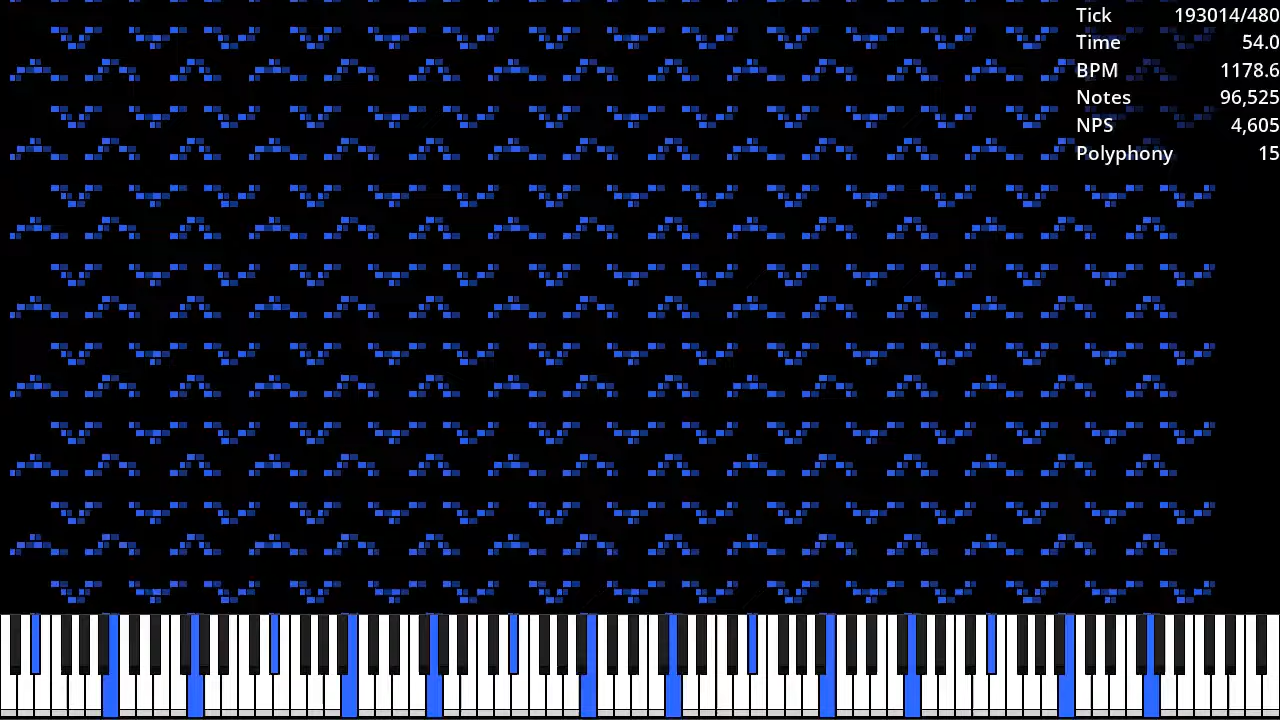 Tick 193014/480
Time 54.0
BPM 1178.6
Notes 96,525
NPS 4,605
Polyphony 15